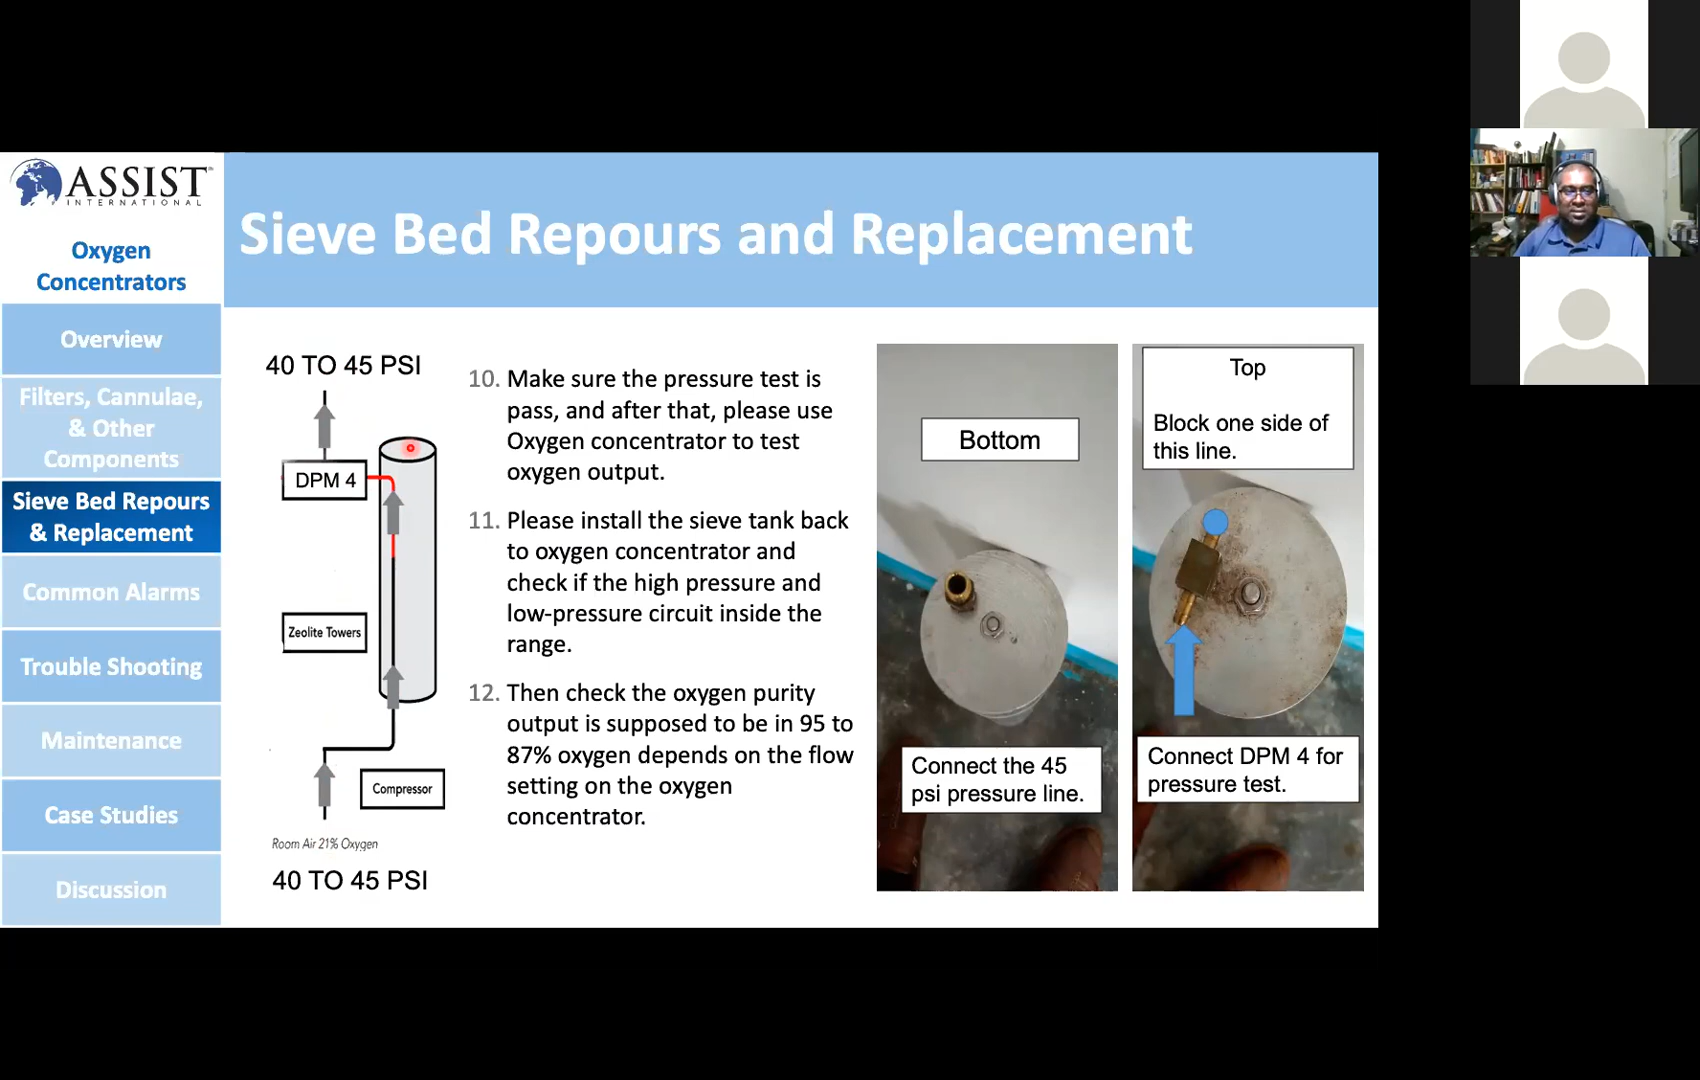 ASSIST
INTERNATIONAL
Oxygen
Concentrators
Overview
Filters, Cannulae,
& Other
Components
Sieve Bed Repours
& Replacement
Common Alarms
Trouble Shooting
Maintenance
Case Studies
Discussion
Sieve Bed Repours and Replacement
40 TO 45 PSI
DPM 4
Zeolite Towers
Compressor
Room Air 21% Oxygen
40 TO 45 PSI
10. Make sure the pressure test is
pass, and after that, please use
Oxygen concentrator to test
oxygen output.
11. Please install the sieve tank back
to oxygen concentrator and
check if the high pressure and
low-pressure circuit inside the
range.
12. Then check the oxygen purity
output is supposed to be in 95 to
87% oxygen depends on the flow
setting on the oxygen
concentrator.
Bottom
Connect the 45
psi pressure line.
Top
Block one side of
this line.
Connect DPM 4 for
pressure test.